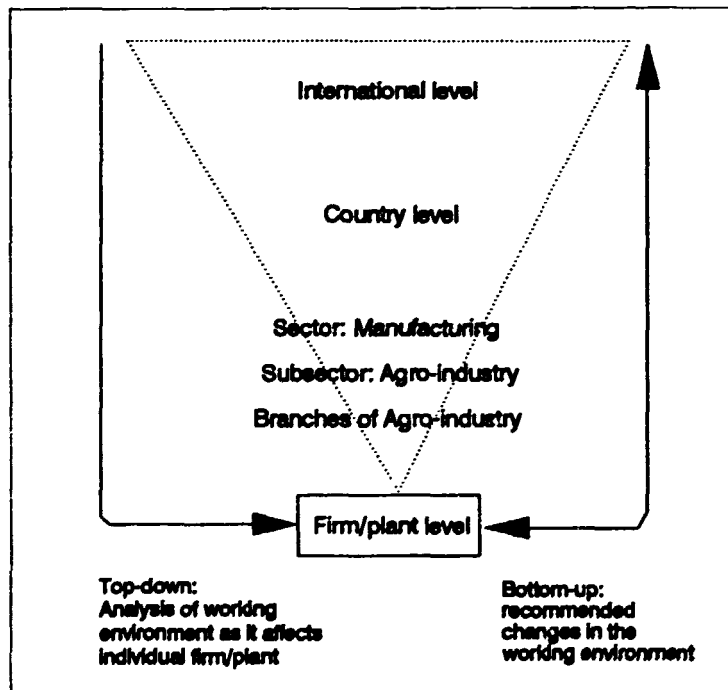 International level
Country level
Sector: Manufacturing
Subsector: Agro-industry
Branches of Agro-industry
Firm/plant level
Top-down:
Analysis of working
environment as it affects
individual firm/plant
Bottom-up:
recommended
changes in the
working environment